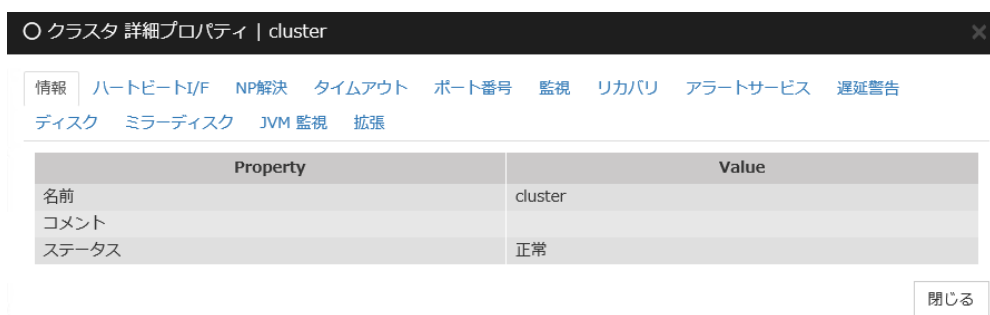 クラスタ 詳細プロパティ | cluster
情報 ハートビートI/F NP解決 タイムアウト ポート番号 監視 リカバリ アラートサービス 遅延警告
ディスク ミラーディスク JVM 監視 拡張
Property Value
名前 cluster
コメント
ステータス 正常
閉じる